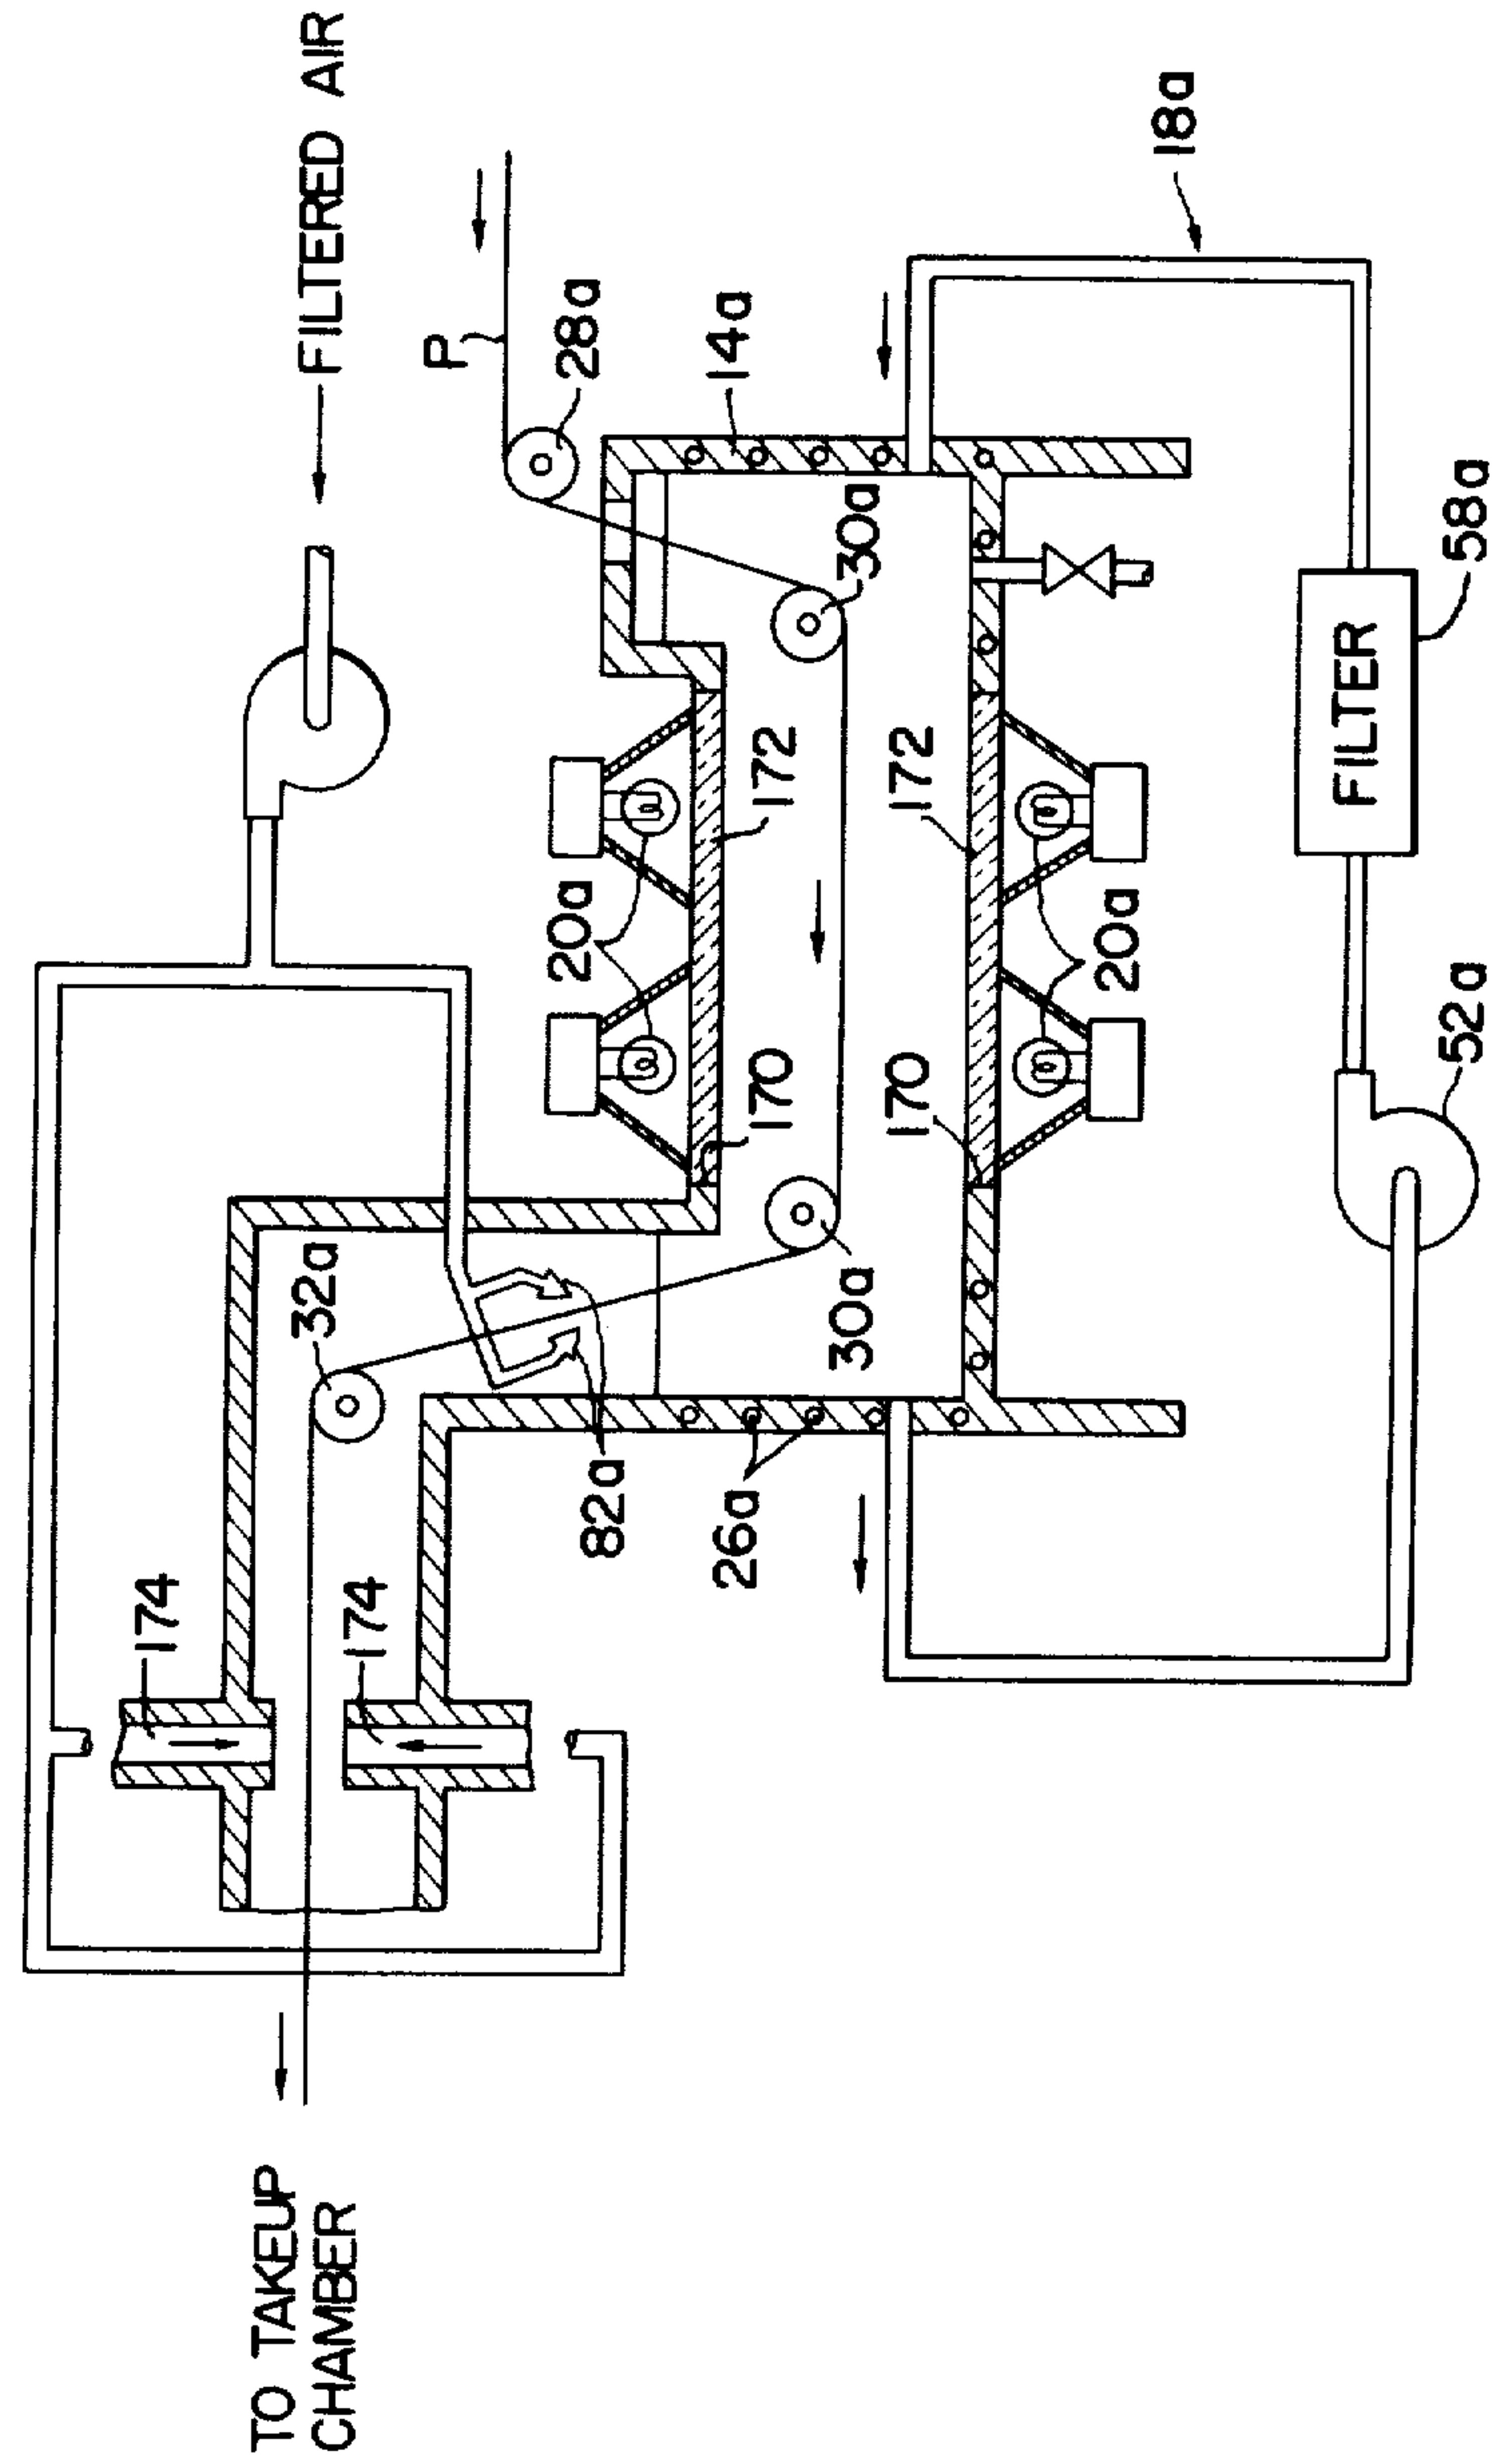 174
TO TAKEUP
CHAMBER
FILTERED AIR
32a
174
P
20a
28a
82a
26a
14a
170
172
30a
30a
170
172
20a
18a
FILTER
52a
58a